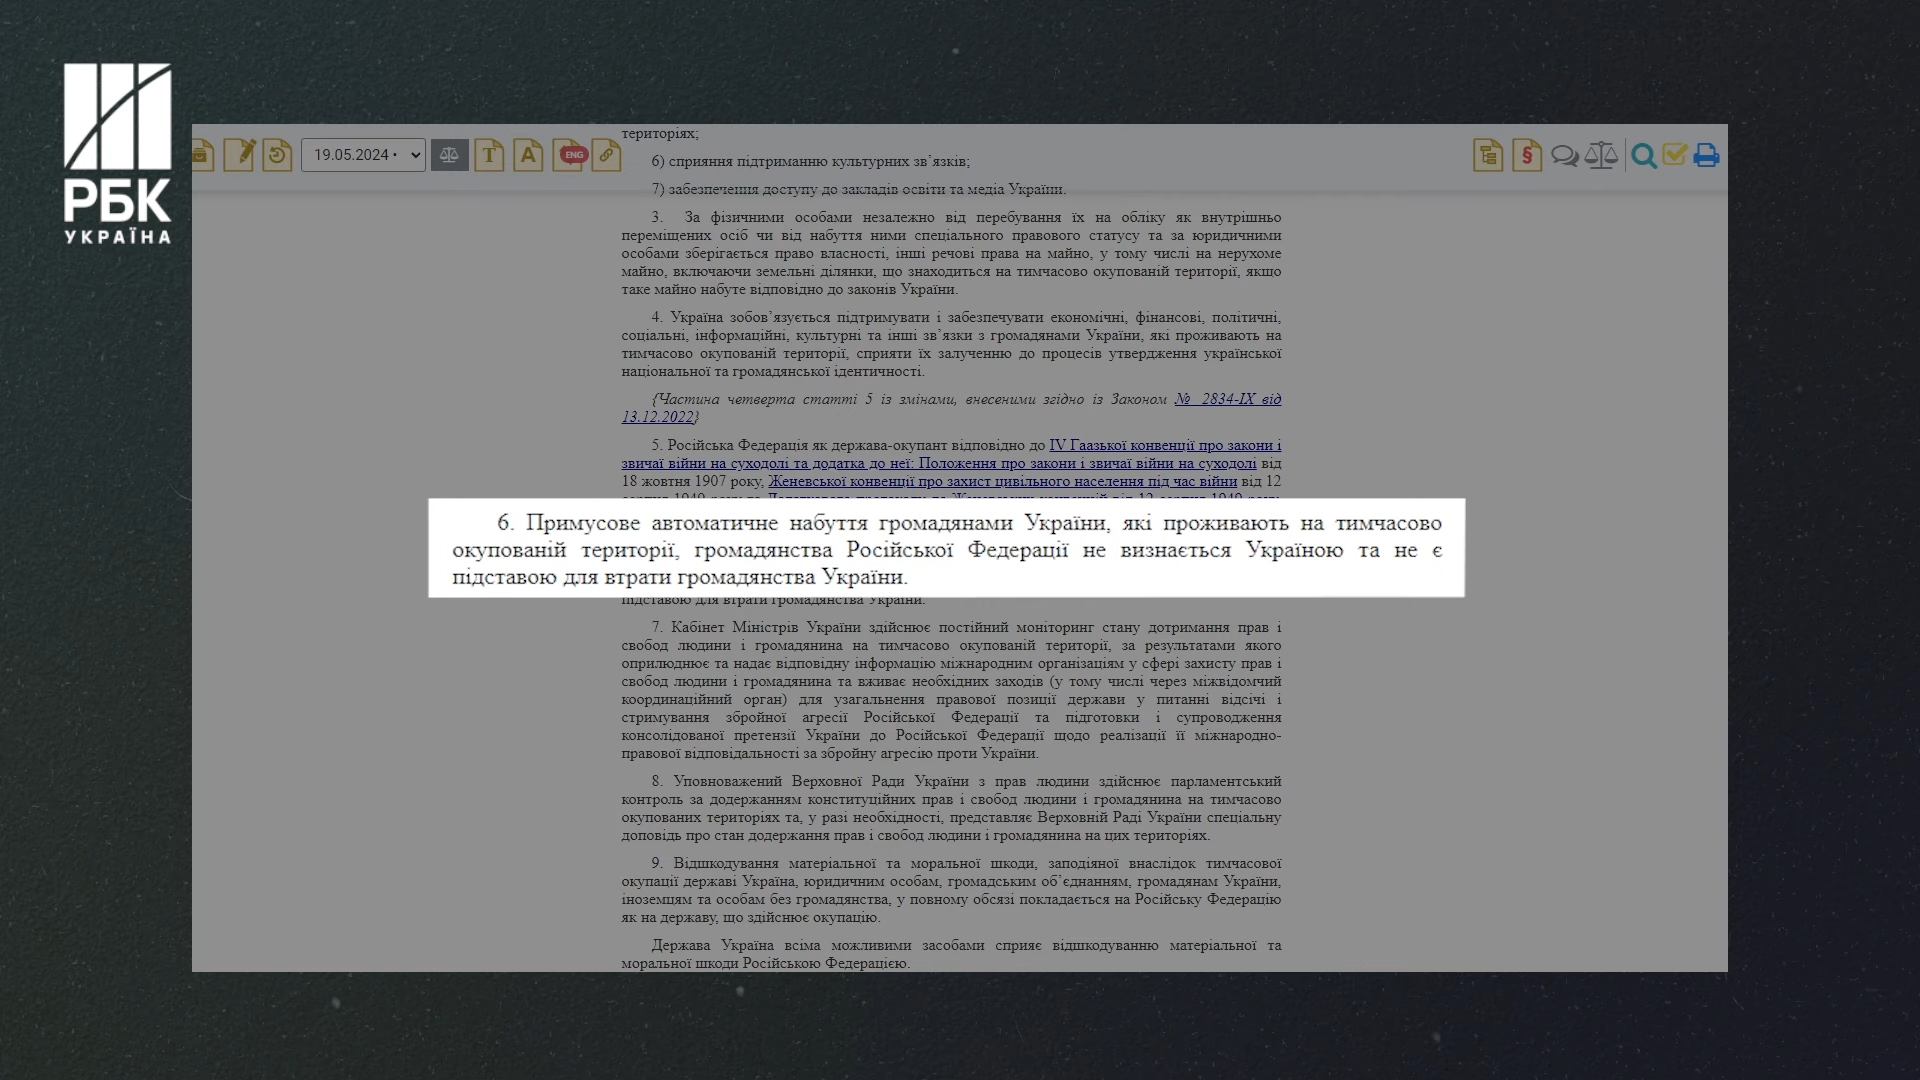 РБК
УКРАЇНА
територіях;
19.05.2024 •
T
A
ENG
§
6) сприяння підтриманню культурних зв’язків;
7) забезпечення доступу до закладів освіти та медіа України.
3. За фізичними особами незалежно від перебування їх на обліку як внутрішньо
переміщених осіб чи від набуття ними спеціального правового статусу та за юридичними
особами зберігається право власності, інші речові права на майно, у тому числі на нерухоме
майно, включаючи земельні ділянки, що знаходиться на тимчасово окупованій території, якщо
таке майно набуте відповідно до законів України.
4. Україна зобов’язується підтримувати і забезпечувати економічні, фінансові, політичні,
соціальні, інформаційні, культурні та інші зв’язки з громадянами України, які проживають на
тимчасово окупованій території, сприяти їх залученню до процесів утвердження української
національної та громадянської ідентичності.
{Частина четверта статті 5 із змінами, внесеними згідно із Законом № 2834-IX від
13.12.2022}
5. Російська Федерація як держава-окупант відповідно до IV Гаазької конвенції про закони і
звичаї війни на суходолі та додатка до неї: Положення про закони і звичаї війни на суходолі від
18 жовтня 1907 року, Женевської конвенції про захист цивільного населення під час війни від 12
серпня 1949 року та Додаткового протоколу до Женевських конвенцій від 12 серпня 1949 року,
6. Примусове автоматичне набуття громадянами України, які проживають на тимчасово
окупованій території, громадянства Російської Федерації не визнається Україною та не є
підставою для втрати громадянства України.
підставою для втрати громадянства України.
7. Кабінет Міністрів України здійснює постійний моніторинг стану дотримання прав і
свобод людини і громадянина на тимчасово окупованій території, за результатами якого
оприлюднює та надає відповідну інформацію міжнародним організаціям у сфері захисту прав і
свобод людини і громадянина та вживає необхідних заходів (у тому числі через міжвідомчий
координаційний орган) для узагальнення правової позиції держави у питанні відсічі і
стримування збройної агресії Російської Федерації та підготовки і супроводження
консолідованої претензії України до Російської Федерації щодо реалізації її міжнародно-
правової відповідальності за збройну агресію проти України.
8. Уповноважений Верховної Ради України з прав людини здійснює парламентський
контроль за додержанням конституційних прав і свобод людини і громадянина на тимчасово
окупованих територіях та, у разі необхідності, представляє Верховній Раді України спеціальну
доповідь про стан додержання прав і свобод людини і громадянина на цих територіях.
9. Відшкодування матеріальної та моральної шкоди, заподіяної внаслідок тимчасової
окупації державі Україна, юридичним особам, громадським об’єднанням, громадянам України,
іноземцям та особам без громадянства, у повному обсязі покладається на Російську Федерацію
як на державу, що здійснює окупацію.
Держава Україна всіма можливими засобами сприяє відшкодуванню матеріальної та
моральної шкоди Російською Федерацією.